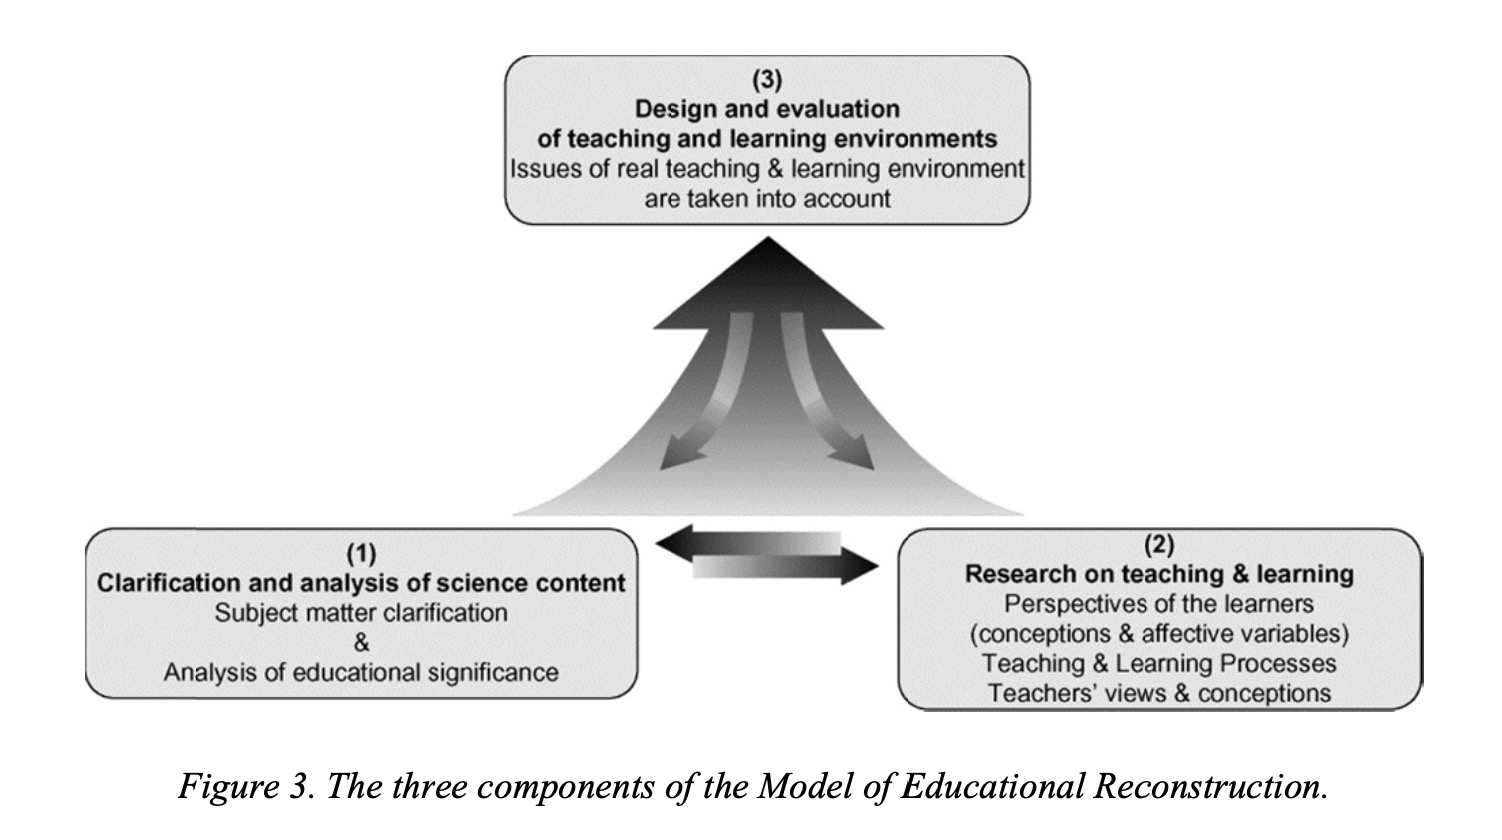 (3)
Design and evaluation
of teaching and learning environments
Issues of real teaching & learning environment
are taken into account
(1)
Clarification and analysis of science content
Subject matter clarification
&
Analysis of educational significance
(2)
Research on teaching & learning
Perspectives of the learners
(conceptions & affective variables)
Teaching & Learning Processes
Teachers’ views & conceptions
Figure 3. The three components of the Model of Educational Reconstruction.